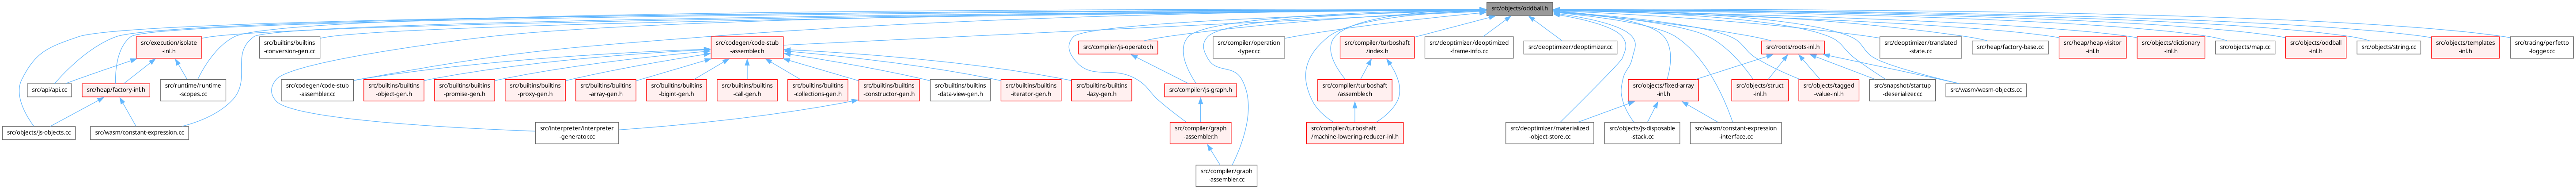 src/objects/oddball.h
src/execution/isolate
-inl.h
src/builtins/builtins
-conversion-gen.cc
src/codegen/code-stub
-assembler.h
src/compiler/js-operator.h
src/compiler/operation
-typer.cc
src/compiler/turboshaft
/index.h
src/deoptimizer/deoptimized
-frame-info.cc
src/deoptimizer/deoptimizer.cc
src/roots/roots-inl.h
src/deoptimizer/translated
-state.cc
src/heap/factory-base.cc
src/heap/heap-visitor
-inl.h
src/objects/dictionary
-inl.h
src/objects/map.cc
src/objects/oddball
-inl.h
src/objects/string.cc
src/objects/templates
-inl.h
src/tracing/perfetto
-logger.cc
src/api/api.cc
src/heap/factory-inl.h
src/runtime/runtime
-scopes.cc
src/codegen/code-stub
-assembler.cc
src/builtins/builtins
-object-gen.h
src/builtins/builtins
-promise-gen.h
src/builtins/builtins
-proxy-gen.h
src/builtins/builtins
-array-gen.h
src/builtins/builtins
-bigint-gen.h
src/builtins/builtins
-call-gen.h
src/builtins/builtins
-collections-gen.h
src/builtins/builtins
-constructor-gen.h
src/builtins/builtins
-data-view-gen.h
src/builtins/builtins
-iterator-gen.h
src/builtins/builtins
-lazy-gen.h
src/compiler/js-graph.h
src/compiler/turboshaft
/assembler.h
src/objects/fixed-array
-inl.h
src/objects/struct
-inl.h
src/objects/tagged
-value-inl.h
src/snapshot/startup
-deserializer.cc
src/wasm/wasm-objects.cc
src/objects/js-objects.cc
src/wasm/constant-expression.cc
src/interpreter/interpreter
-generator.cc
src/compiler/graph
-assembler.h
src/compiler/turboshaft
/machine-lowering-reducer-inl.h
src/deoptimizer/materialized
-object-store.cc
src/objects/js-disposable
-stack.cc
src/wasm/constant-expression
-interface.cc
src/compiler/graph
-assembler.cc